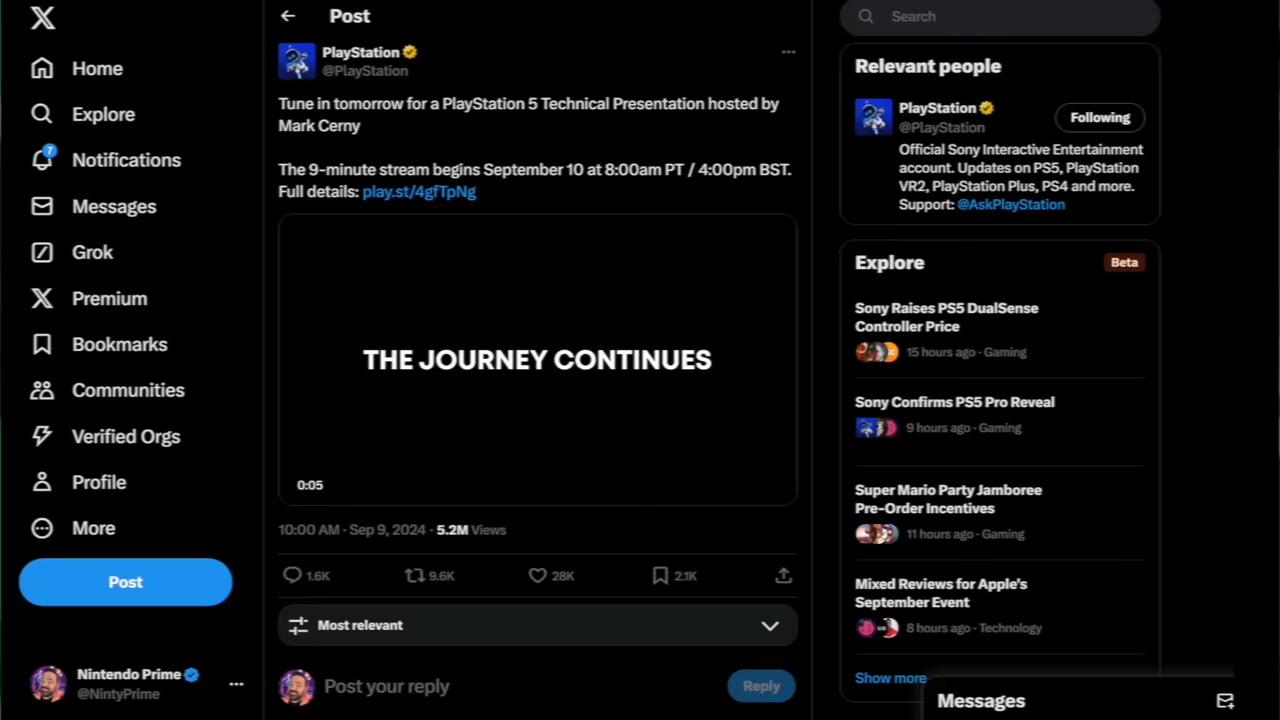 Home
Explore
7
Notifications
Messages
Grok
Premium
Bookmarks
Communities
Verified Orgs
Profile
More
Post
Nintendo Prime
@NintyPrime
Post
PlayStation
@PlayStation
Tune in tomorrow for a PlayStation 5 Technical Presentation hosted by
Mark Cerny
The 9-minute stream begins September 10 at 8:00am PT / 4:00pm BST.
Full details: play.st/4gfTpNg
THE JOURNEY CONTINUES
0:05
10:00 AM · Sep 9, 2024 · 5.2M Views
1.6K 9.6K 28K 2.1K
Most relevant
Post your reply
Reply
Search
Relevant people
PlayStation
@PlayStation
Following
Official Sony Interactive Entertainment
account. Updates on PS5, PlayStation
VR2, PlayStation Plus, PS4 and more.
Support: @AskPlayStation
Explore
Beta
Sony Raises PS5 DualSense
Controller Price
15 hours ago · Gaming
Sony Confirms PS5 Pro Reveal
9 hours ago · Gaming
Super Mario Party Jamboree
Pre-Order Incentives
11 hours ago · Gaming
Mixed Reviews for Apple's
September Event
8 hours ago · Technology
Show more
Messages